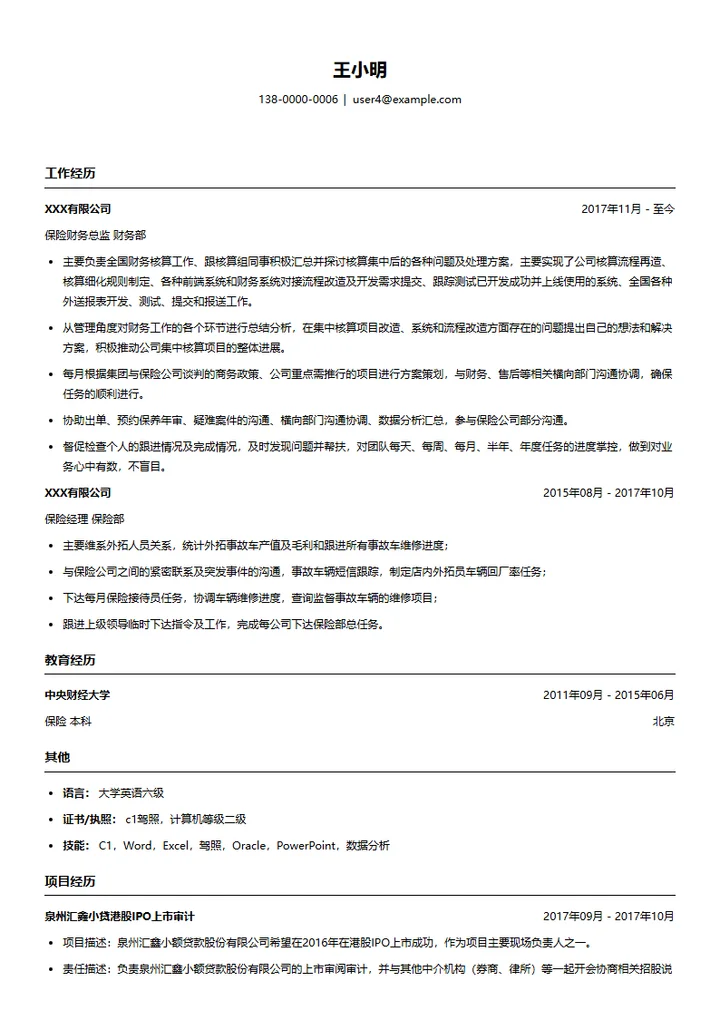 王小明
138-0000-0006 | user4@example.com
工作经历
XXX有限公司 2017年11月 - 至今
保险财务总监 财务部
• 主要负责全国财务核算工作、跟核算组同事积极汇总并探讨核算集中后的各种问题及处理方案，主要实现了公司核算流程再造、
核算细化规则制定、各种前端系统和财务系统对接流程改造及开发需求提交、跟踪测试已开发成功并上线使用的系统、全国各种
外送报表开发、测试、提交和报送工作。
• 从管理角度对财务工作的各个环节进行总结分析，在集中核算项目改造、系统和流程改造方面存在的问题提出自己的想法和解决
方案，积极推动公司集中核算项目的整体进展。
• 每月根据集团与保险公司谈判的商务政策、公司重点需推行的项目进行方案策划，与财务、售后等相关横向部门沟通协调，确保
任务的顺利进行。
• 协助出单、预约保养年审、疑难案件的沟通、横向部门沟通协调、数据分析汇总，参与保险公司部分沟通。
• 督促检查个人的跟进情况及完成情况，及时发现问题并帮扶，对团队每天、每周、每月、半年、年度任务的进度掌控，做到对业
务心中有数，不盲目。
XXX有限公司 2015年08月 - 2017年10月
保险经理 保险部
• 主要维系外拓人员关系，统计外拓事故车产值及毛利和跟进所有事故车维修进度；
• 与保险公司之间的紧密联系及突发事件的沟通，事故车辆短信跟踪，制定店内外拓员车辆回厂率任务；
• 下达每月保险接待员任务，协调车辆维修进度，查询监督事故车辆的维修项目；
• 跟进上级领导临时下达指令及工作，完成每公司下达保险部总任务。
教育经历
中央财经大学 2011年09月 - 2015年06月
保险 本科 北京
其他
• 语言： 大学英语六级
• 证书/执照： c1驾照，计算机等级二级
• 技能： C1，Word，Excel，驾照，Oracle，PowerPoint，数据分析
项目经历
泉州汇鑫小贷港股IPO上市审计 2017年09月 - 2017年10月
• 项目描述：泉州汇鑫小额贷款股份有限公司希望在2016年在港股IPO上市成功，作为项目主要现场负责人之一。
• 责任描述：负责泉州汇鑫小额贷款股份有限公司的上市审阅审计，并与其他中介机构（券商、律所）等一起开会协商相关招股说